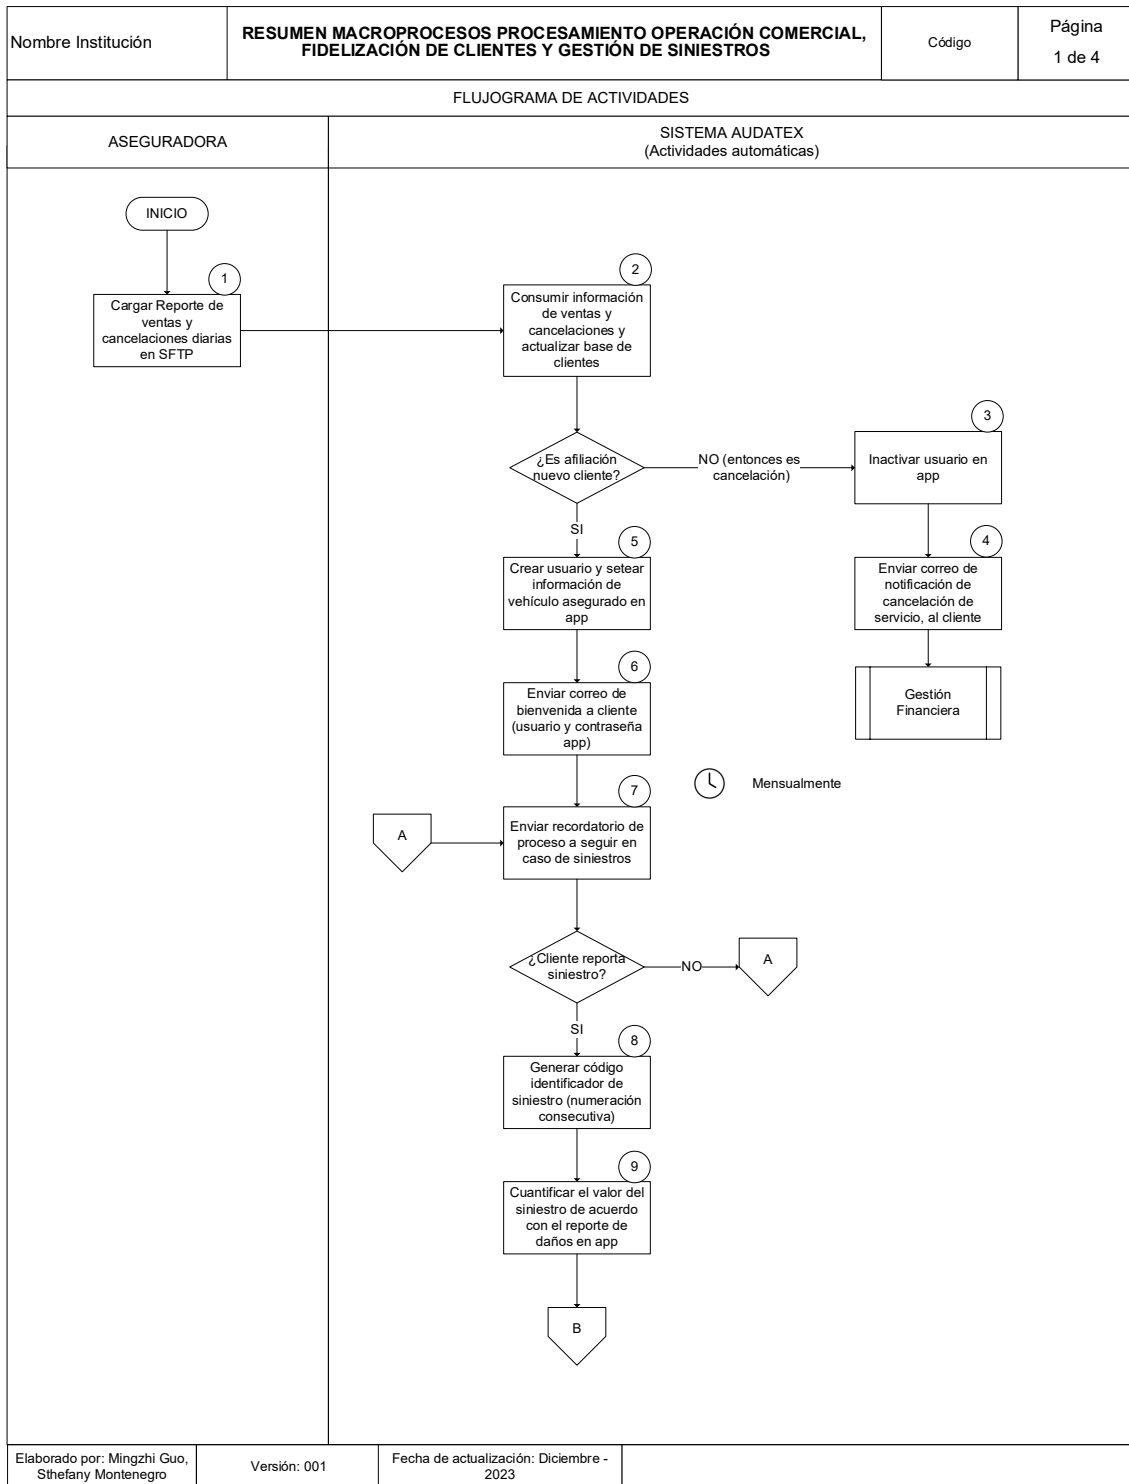 Nombre Institución
RESUMEN MACROPROCESOS PROCESAMIENTO OPERACIÓN COMERCIAL,
FIDELIZACIÓN DE CLIENTES Y GESTIÓN DE SINIESTROS
Código
Página
1 de 4
FLUJOGRAMA DE ACTIVIDADES
ASEGURADORA
SISTEMA AUDATEX
(Actividades automáticas)
INICIO
1
Cargar Reporte de
ventas y
cancelaciones diarias
en SFTP
2
Consumir información
de ventas y
cancelaciones y
actualizar base de
clientes
¿Es afiliación
nuevo cliente?
NO (entonces es
cancelación)
3
Inactivar usuario en
app
SI
4
Enviar correo de
notificación de
cancelación de
servicio, al cliente
5
Crear usuario y setear
información de
vehículo asegurado en
app
Gestión
Financiera
6
Enviar correo de
bienvenida a cliente
(usuario y contraseña
app)
Mensualmente
7
A
Enviar recordatorio de
proceso a seguir en
caso de siniestros
¿Cliente reporta
siniestro?
NO
A
SI
8
Generar código
identificador de
siniestro (numeración
consecutiva)
9
Cuantificar el valor del
siniestro de acuerdo
con el reporte de
daños en app
B
Elaborado por: Mingzhi Guo,
Sthefany Montenegro
Versión: 001
Fecha de actualización: Diciembre -
2023